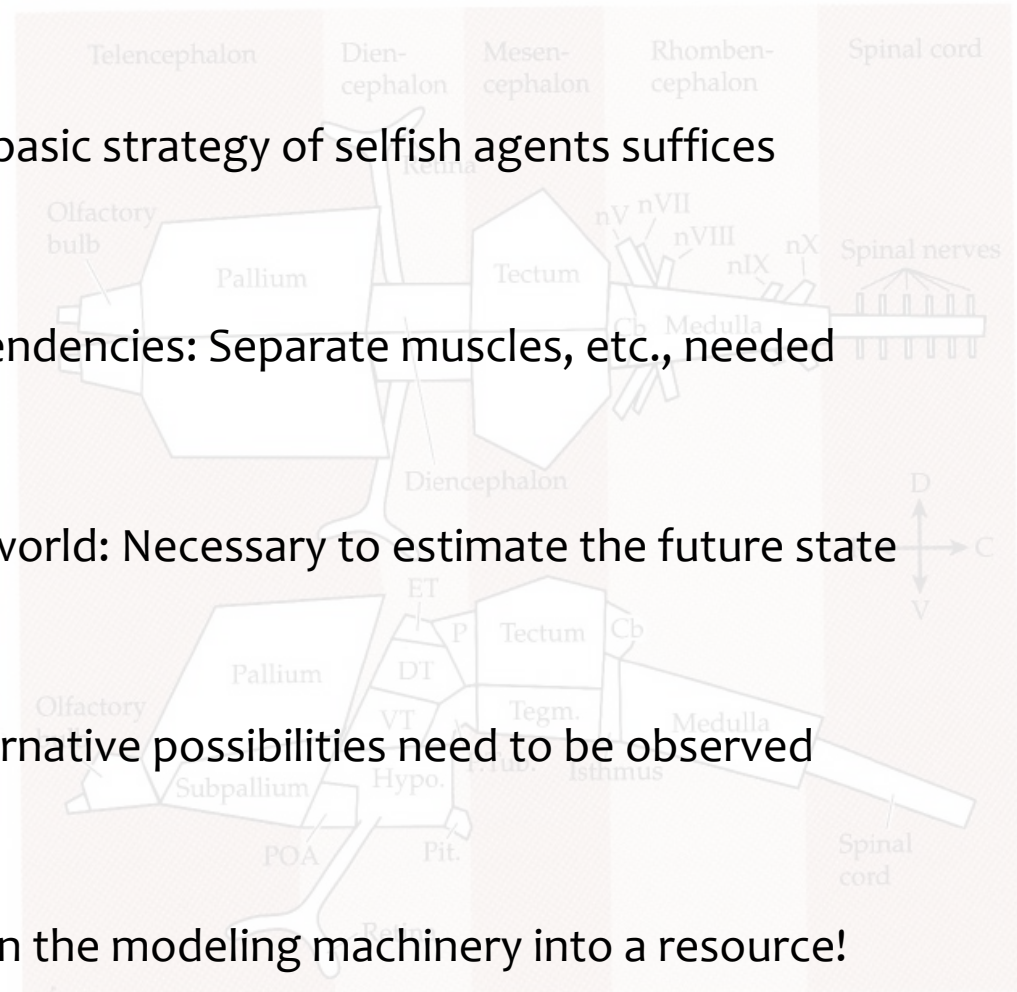 Telencephalon Dien- Mesen- Rhomben- Spinal cord
cephalon cephalon cephalon
basic strategy of selfish agents suffices
Retina
Olfactory nV nVII
bulb nVIII nX
Pallium Tectum nIX Spinal nerves
Cb Medulla
endencies: Separate muscles, etc., needed
Diencephalon D
world: Necessary to estimate the future state C
ET V
P Tectum Cb
Pallium DT
Olfactory VT Tegm. Medulla
rnative possibilities need to be observed
Subpallium Hypo. Tub. Isthmus
POA Pit. Spinal
cord
Retina
n the modeling machinery into a resource!